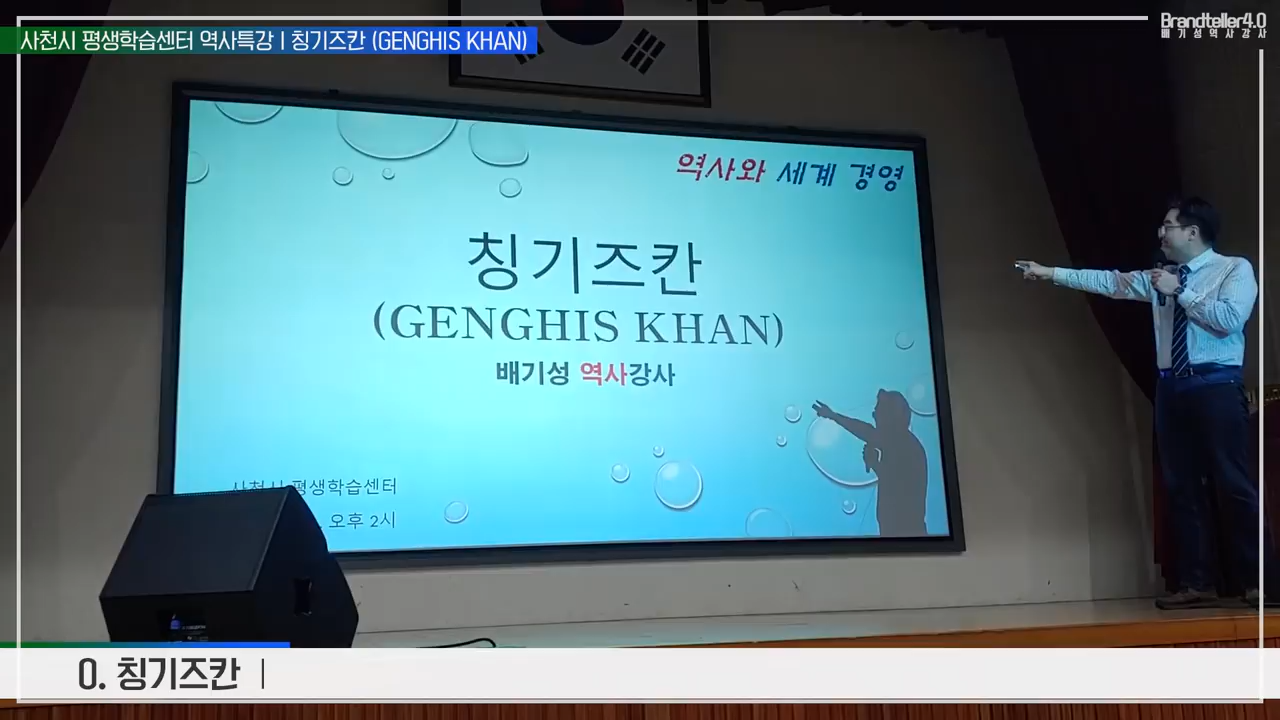 사천시 평생학습센터 역사특강 | 칭기즈칸 (GENGHIS KHAN)
Brandteller4.0
배기성역사강사
역사와 세계 경영
칭기즈칸
(GENGHIS KHAN)
배기성 역사강사
사천시 평생학습센터
오후 2시
0. 칭기즈칸 |